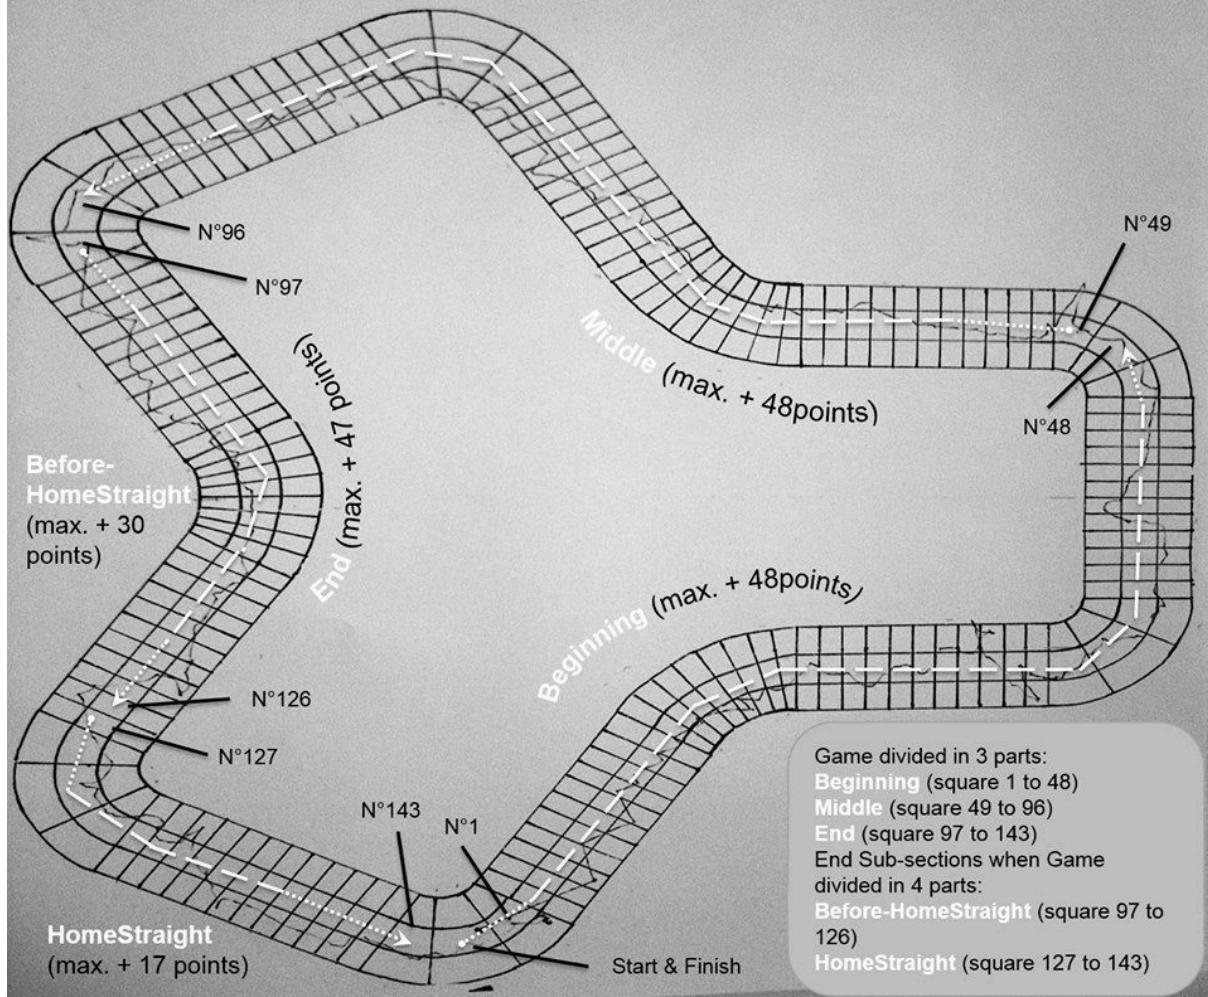 N°96
N°97
N°49
N°48
Middle (max. + 48points)
End (max. + 47 points)
Before-
HomeStraight
(max. + 30
points)
Beginning (max. + 48points)
N°126
N°127
N°143
N°1
HomeStraight
(max. + 17 points)
Start & Finish
Game divided in 3 parts:
Beginning (square 1 to 48)
Middle (square 49 to 96)
End (square 97 to 143)
End Sub-sections when Game
divided in 4 parts:
Before-HomeStraight (square 97 to
126)
HomeStraight (square 127 to 143)